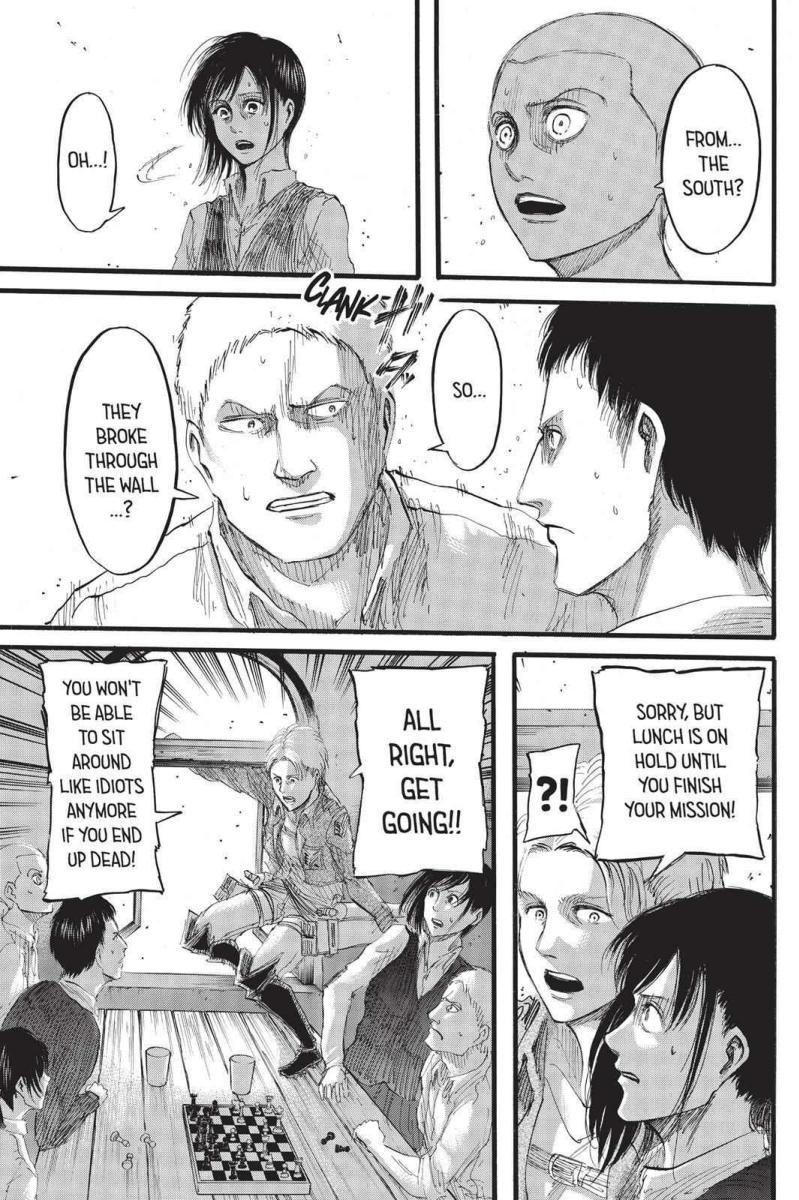 FROM...
THE
SOUTH?
OH...!
CLANK
SO...
THEY
BROKE
THROUGH
THE WALL
...?
SORRY, BUT
LUNCH IS ON
HOLD UNTIL
YOU FINISH
YOUR MISSION!
?!
ALL
RIGHT,
GET
GOING!!
YOU WON'T
BE ABLE
TO SIT
AROUND
LIKE IDIOTS
ANYMORE
IF YOU END
UP DEAD!